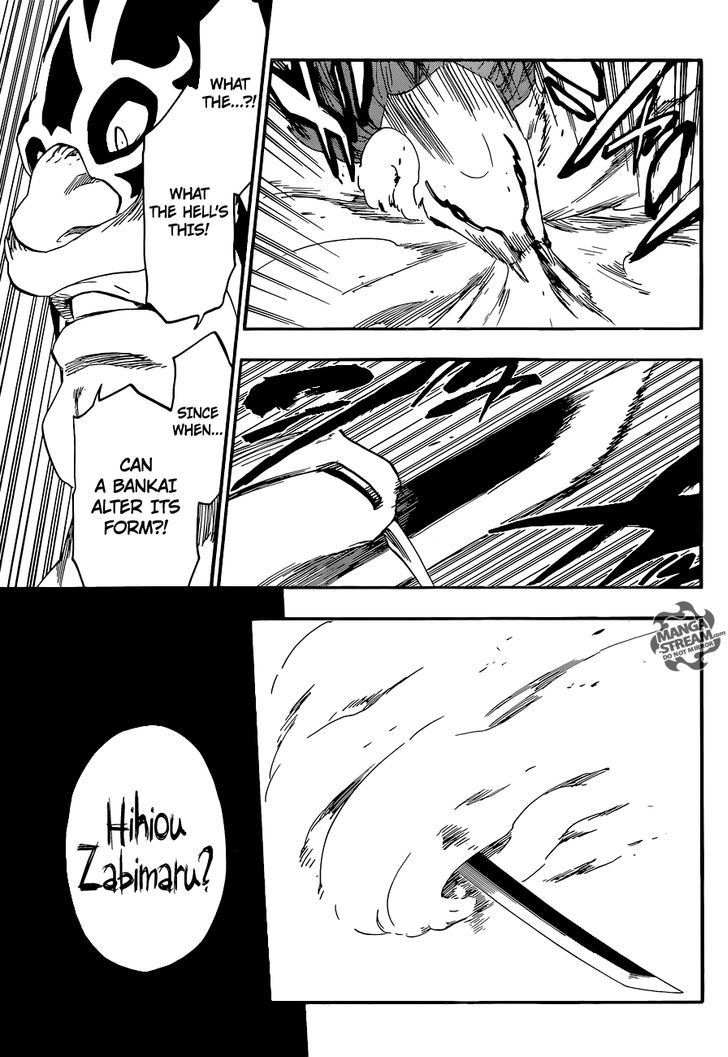 WHAT
THE...?!
WHAT
THE HELL'S
THIS!
SINCE
WHEN...
CAN
A BANKAI
ALTER ITS
FORM?!
MANGA
STREAM.com
DO NOT MIRROR
Hihiou
Zabimaru?